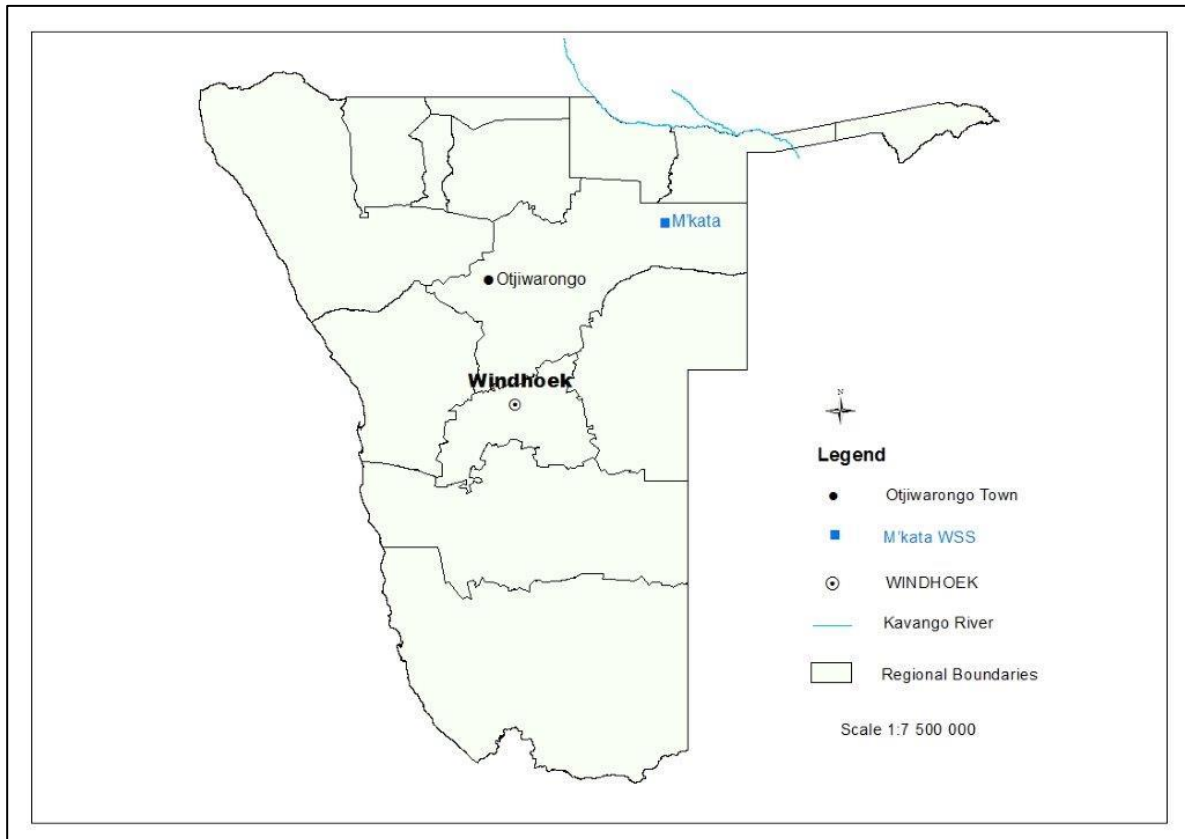 M'kata
Otjiwarongo
Windhoek
N
Legend
Otjiwarongo Town
M'kata WSS
WINDHOEK
Kavango River
Regional Boundaries
Scale 1:7 500 000